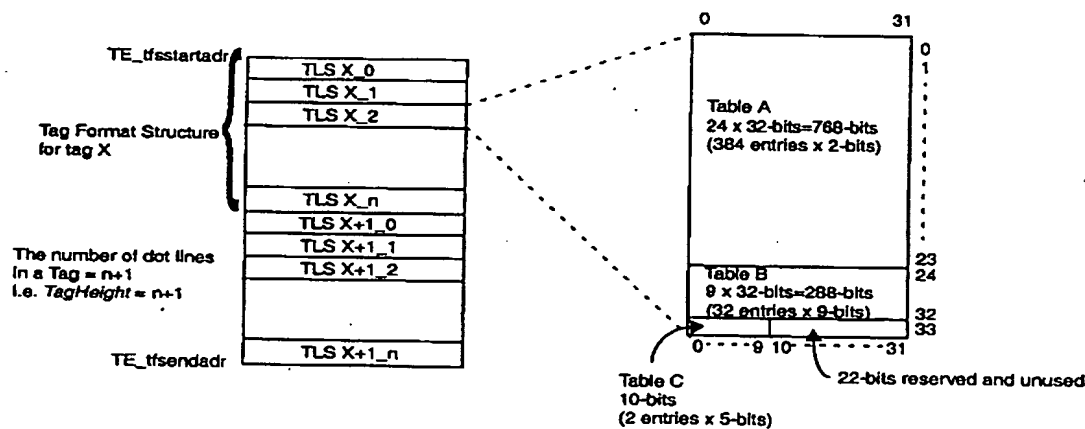 TE_tfsstartadr
TLS X_0
TLS X_1
TLS X_2
Tag Format Structure
for tag X
TLS X_n
TLS X+1_0
TLS X+1_1
TLS X+1_2
The number of dot lines
in a Tag = n+1
i.e. TagHeight = n+1
TLS X+1_n
TE_tfsendadr
0 31
0
1
Table A
24 x 32-bits=768-bits
(384 entries x 2-bits)
23
24
Table B
9 x 32-bits=288-bits
(32 entries x 9-bits)
32
33
0 9 10 31
Table C
10-bits
(2 entries x 5-bits)
22-bits reserved and unused